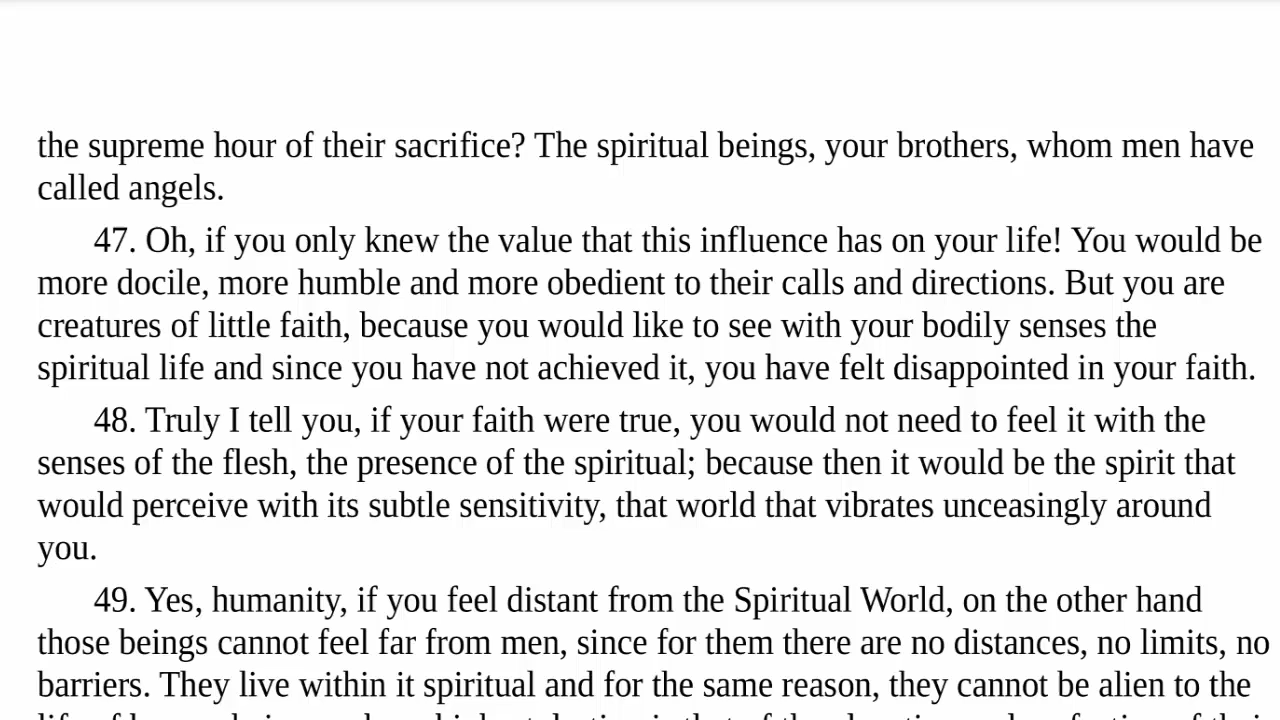 the supreme hour of their sacrifice? The spiritual beings, your brothers, whom men have
called angels.
47. Oh, if you only knew the value that this influence has on your life! You would be
more docile, more humble and more obedient to their calls and directions. But you are
creatures of little faith, because you would like to see with your bodily senses the
spiritual life and since you have not achieved it, you have felt disappointed in your faith.
48. Truly I tell you, if your faith were true, you would not need to feel it with the
senses of the flesh, the presence of the spiritual; because then it would be the spirit that
would perceive with its subtle sensitivity, that world that vibrates unceasingly around
you.
49. Yes, humanity, if you feel distant from the Spiritual World, on the other hand
those beings cannot feel far from men, since for them there are no distances, no limits, no
barriers. They live within it spiritual and for the same reason, they cannot be alien to the